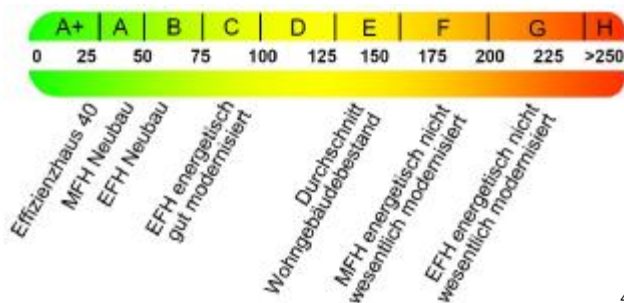 A+ A B C D E F G H
0 25 50 75 100 125 150 175 200 225 >250
Effizienzhaus 40
MFH Neubau
EFH Neubau
EFH energetisch
gut modernisiert
Durchschnitt
Wohngebäudebestand
MFH energetisch nicht
wesentlich modernisiert
EFH energetisch nicht
wesentlich modernisiert